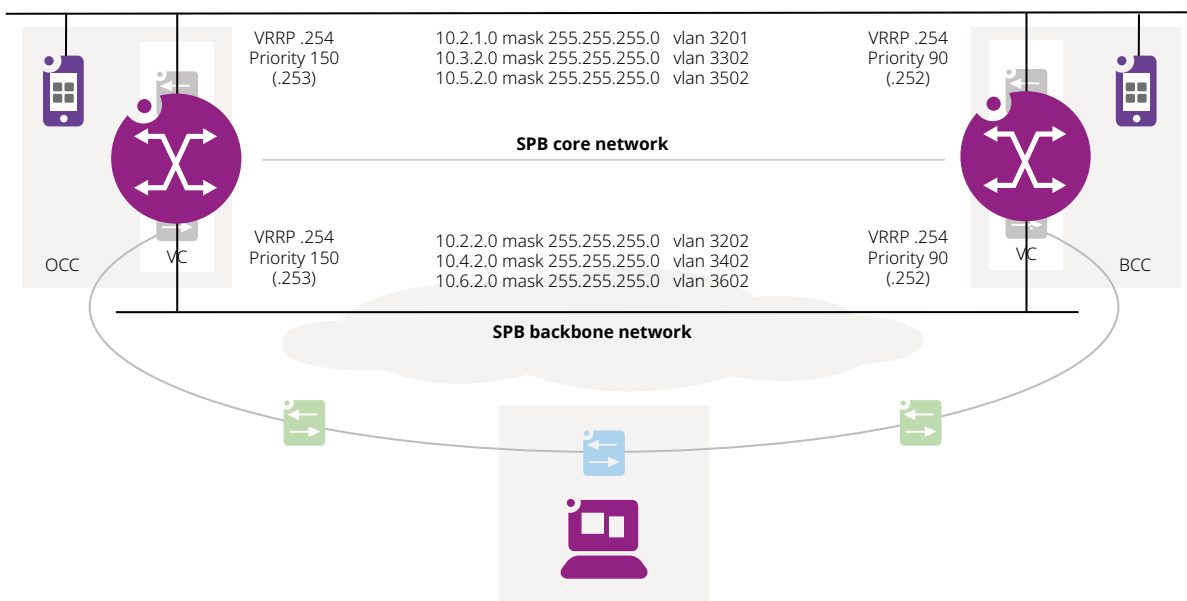 VRRP .254
Priority 150
(.253)
10.2.1.0 mask 255.255.255.0 vlan 3201
10.3.2.0 mask 255.255.255.0 vlan 3302
10.5.2.0 mask 255.255.255.0 vlan 3502
VRRP .254
Priority 90
(.252)
SPB core network
OCC
VC
VRRP .254
Priority 150
(.253)
10.2.2.0 mask 255.255.255.0 vlan 3202
10.4.2.0 mask 255.255.255.0 vlan 3402
10.6.2.0 mask 255.255.255.0 vlan 3602
VRRP .254
Priority 90
(.252)
VC
BCC
SPB backbone network